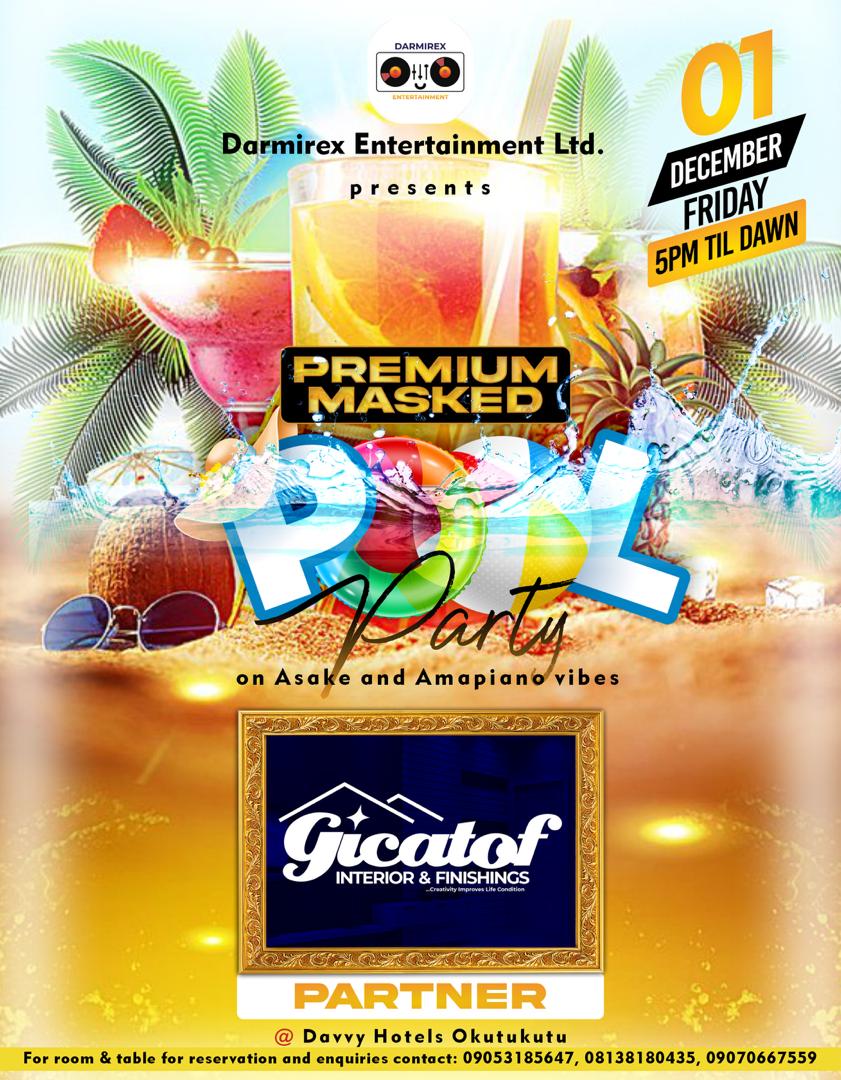 DARMIREX
ENTERTAINMENT
Darmirex Entertainment Ltd.
presents
01
DECEMBER
FRIDAY
5PM TIL DAWN
PREMIUM
MASKED
POOL
Party
on Asake and Amapiano vibes
Gicatof
INTERIOR & FINISHINGS
...Creativity Improves Life Condition
PARTNER
@ Davvy Hotels Okutukutu
For room & table for reservation and enquiries contact: 09053185647, 08138180435, 09070667559